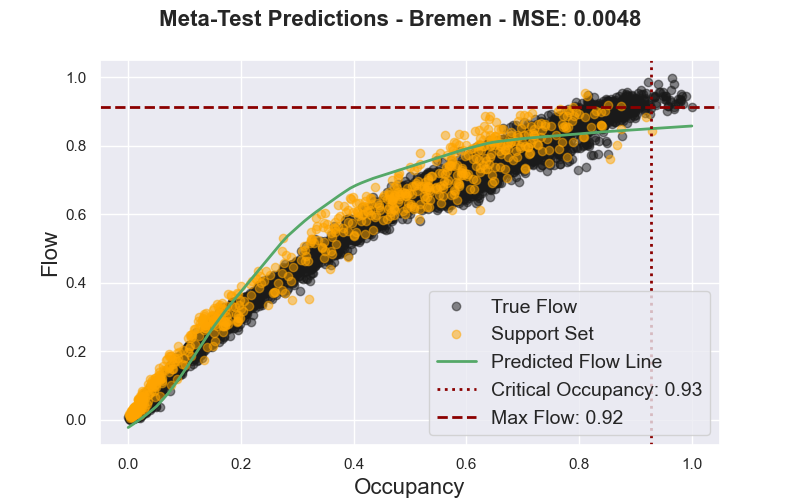 Meta-Test Predictions - Bremen - MSE: 0.0048
1.0
0.8
0.6
0.4
0.2
0.0
Flow
True Flow
Support Set
Predicted Flow Line
Critical Occupancy: 0.93
Max Flow: 0.92
0.0 0.2 0.4 0.6 0.8 1.0
Occupancy